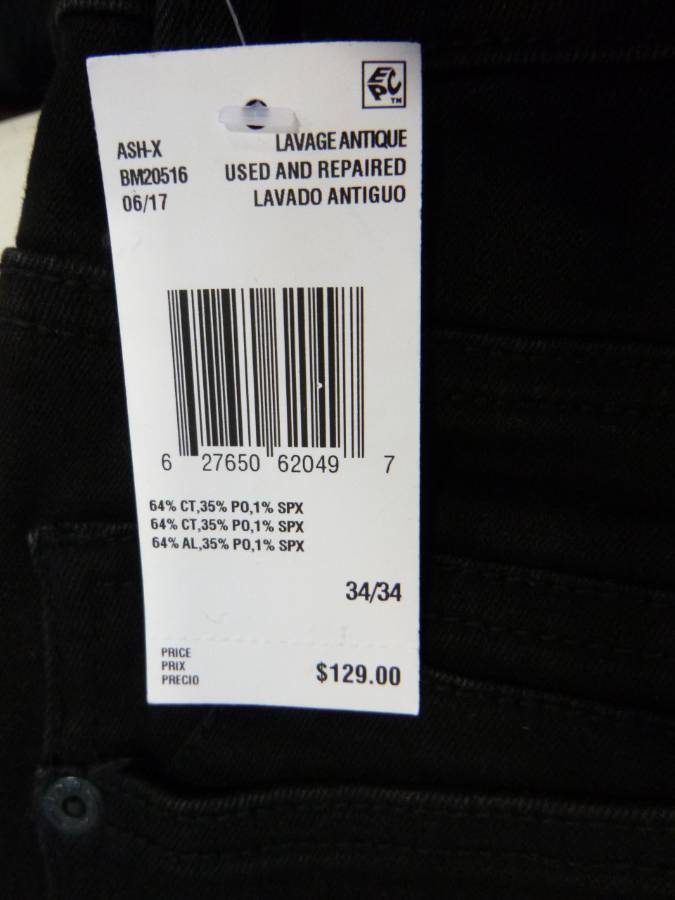 EPC
TM
ASH-X
BM20516
06/17
LAVAGE ANTIQUE
USED AND REPAIRED
LAVADO ANTIGUO
6 27650 62049 7
64% CT,35% PO,1% SPX
64% CT,35% PO,1% SPX
64% AL,35% PO,1% SPX
34/34
PRICE
PRIX
PRECIO
$129.00